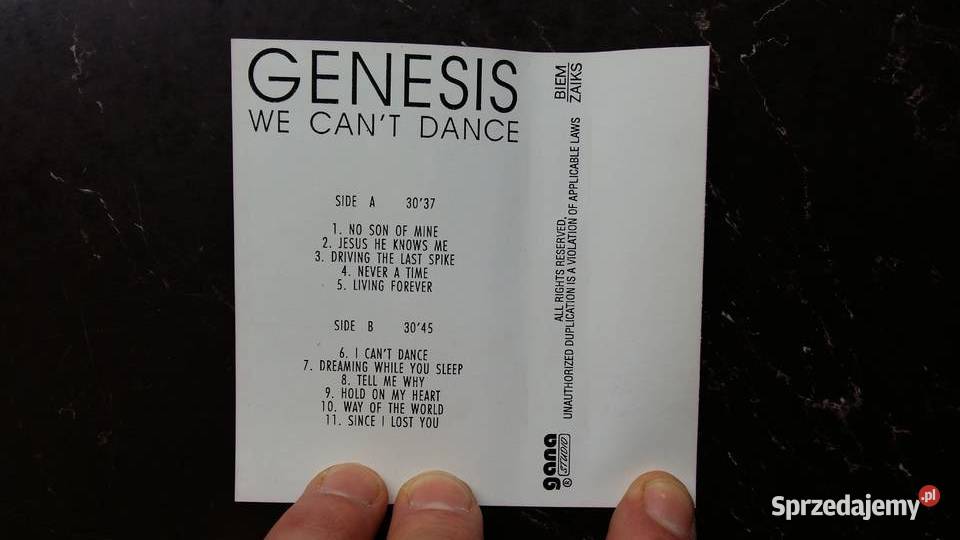 GENESIS
WE CAN'T DANCE
SIDE A 30'37
1. NO SON OF MINE
2. JESUS HE KNOWS ME
3. DRIVING THE LAST SPIKE
4. NEVER A TIME
5. LIVING FOREVER
SIDE B 30'45
6. I CAN'T DANCE
7. DREAMING WHILE YOU SLEEP
8. TELL ME WHY
9. HOLD ON MY HEART
10. WAY OF THE WORLD
11. SINCE I LOST YOU
BIEM
ZAIKS
ALL RIGHTS RESERVED,
UNAUTHORIZED DUPLICATION IS A VIOLATION OF APPLICABLE LAWS
gana
® STUDIO
Sprzedajemy.pl